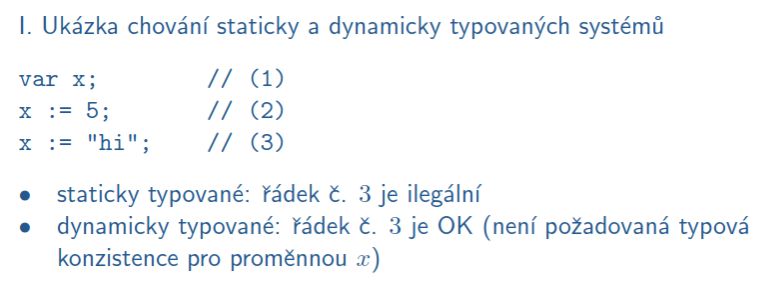 I. Ukázka chování staticky a dynamicky typovaných systémů
var x; // (1)
x := 5; // (2)
x := "hi"; // (3)
• staticky typované: řádek č. 3 je ilegální
• dynamicky typované: řádek č. 3 je OK (není požadovaná typová
konzistence pro proměnnou x)